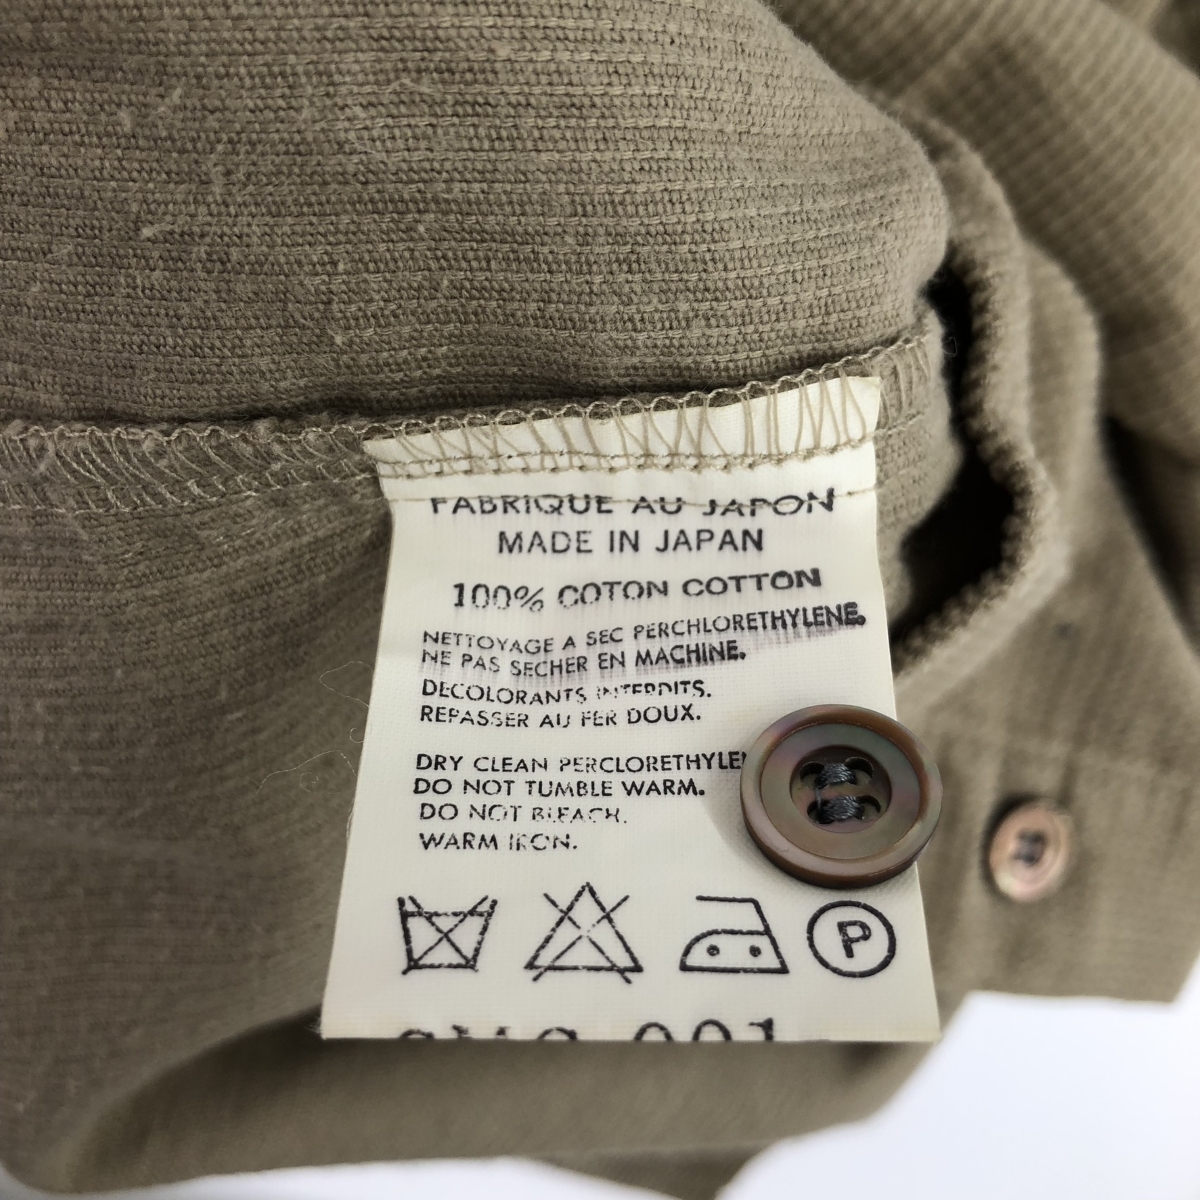 FABRIQUE AU JAPON
MADE IN JAPAN
100% COTON COTTON
NETTOYAGE A SEC PERCHLORETHYLENE.
NE PAS SECHER EN MACHINE.
DECOLORANTS INTERDITS.
REPASSER AU FER DOUX.
DRY CLEAN PERCLORETHYLEN
DO NOT TUMBLE WARM.
DO NOT BLEACH.
WARM IRON.
P